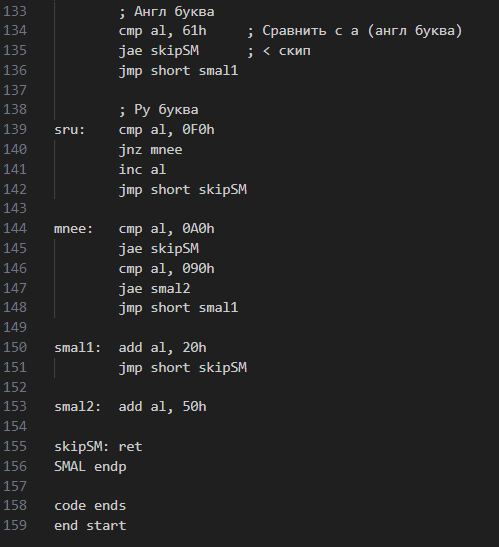 133 ; Англ буква
134 cmp al, 61h ; Сравнить с a (англ буква)
135 jae skipSM ; < скип
136 jmp short smal1
137
138 ; Ру буква
139 sru: cmp al, 0F0h
140 jnz mnee
141 inc al
142 jmp short skipSM
143
144 mnee: cmp al, 0A0h
145 jae skipSM
146 cmp al, 090h
147 jae smal2
148 jmp short smal1
149
150 smal1: add al, 20h
151 jmp short skipSM
152
153 smal2: add al, 50h
154
155 skipSM: ret
156 SMAL endp
157
158 code ends
159 end start